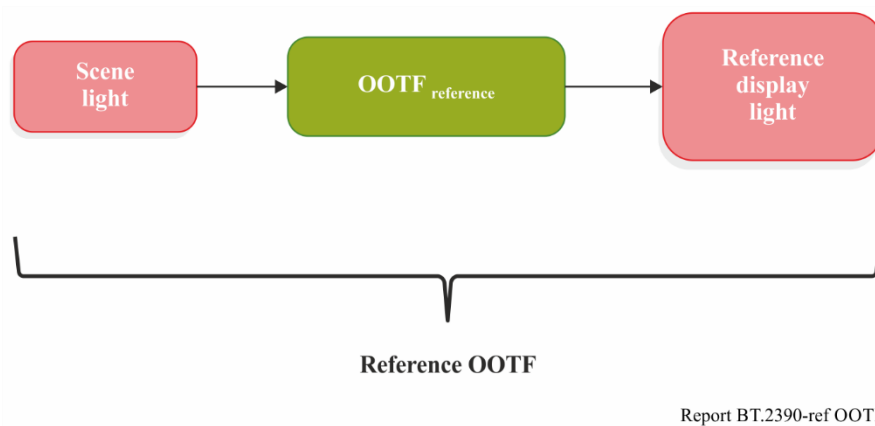 Scene
light
OOTF reference
Reference
display
light
Reference OOTF
Report BT.2390-ref OOT